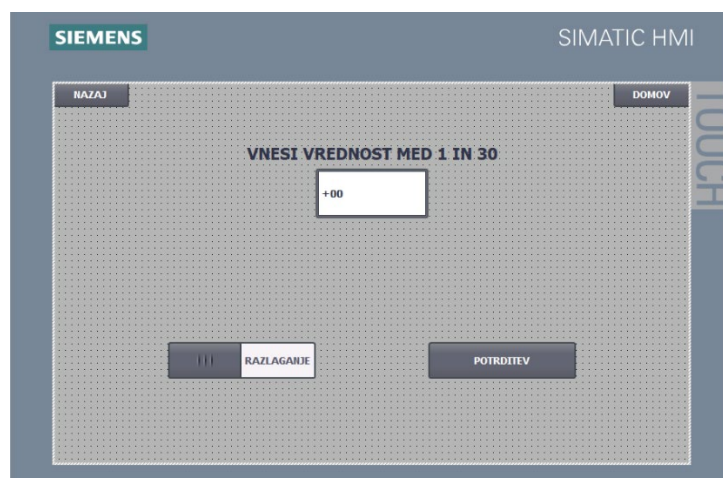 SIEMENS
SIMATIC HMI
TOUCH
NAZAJ
DOMOV
VNESI VREDNOST MED 1 IN 30
+00
RAZLAGANJE
POTRDITEV